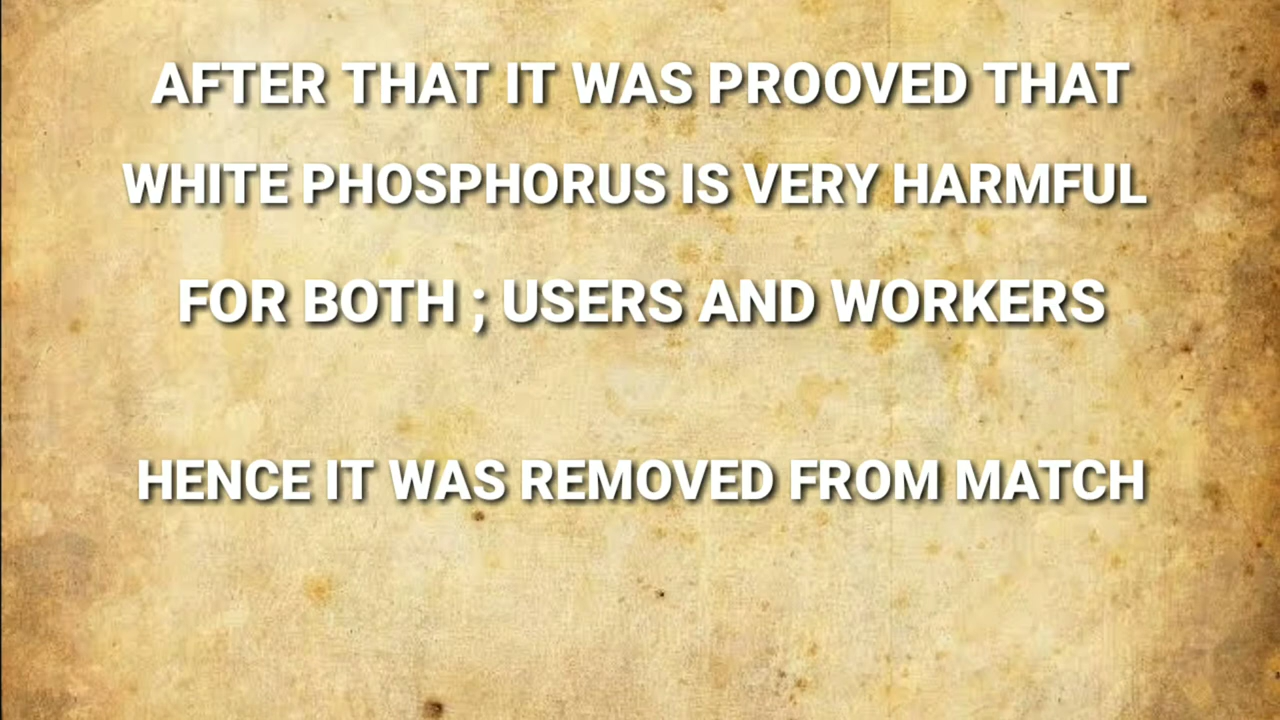 AFTER THAT IT WAS PROOVED THAT
WHITE PHOSPHORUS IS VERY HARMFUL
FOR BOTH ; USERS AND WORKERS
HENCE IT WAS REMOVED FROM MATCH